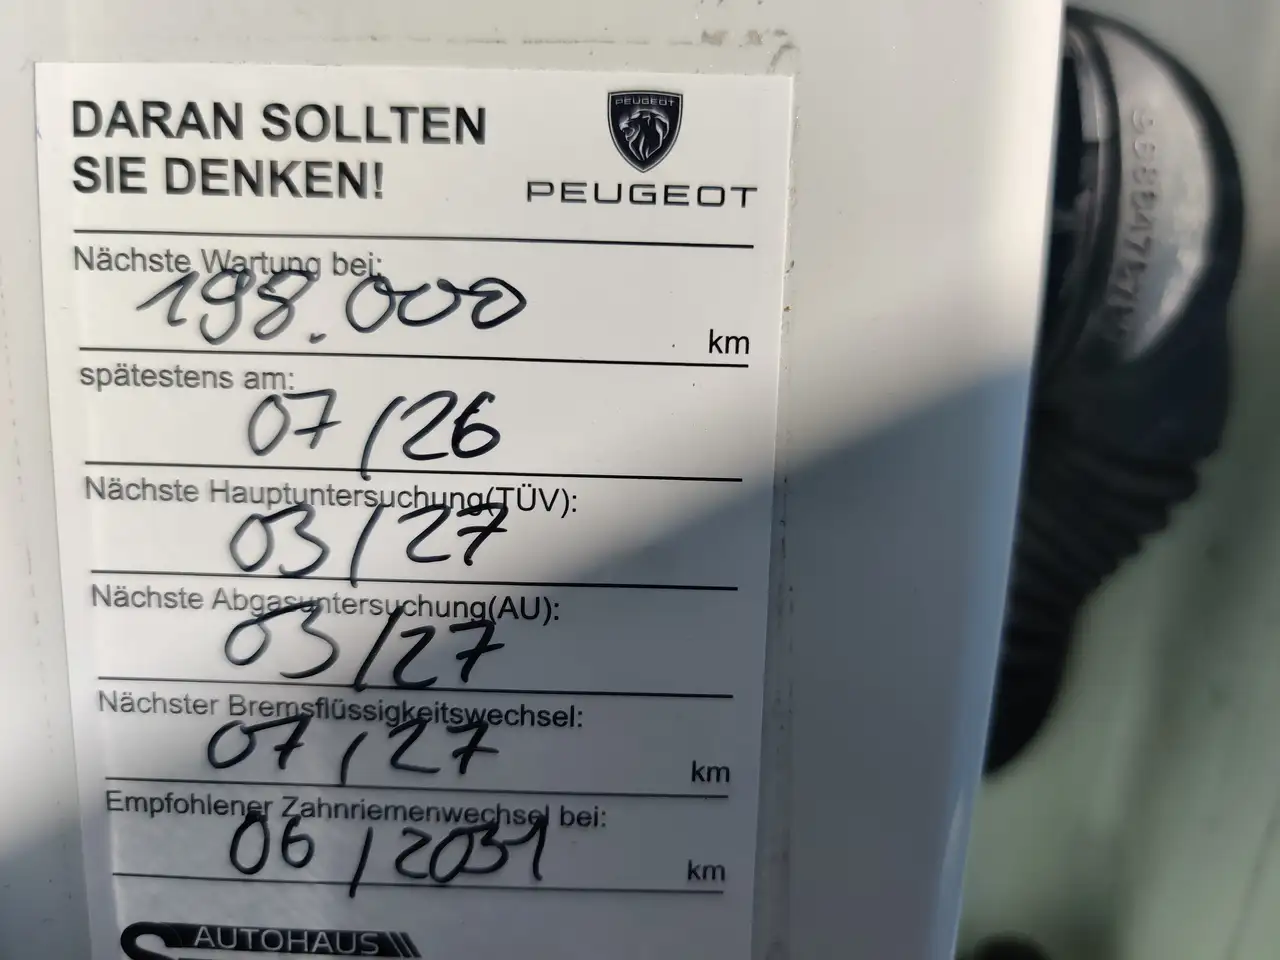 DARAN SOLLTEN
SIE DENKEN!
PEUGEOT
PEUGEOT
Nächste Wartung bei:
198.000
km
spätestens am:
07/26
Nächste Hauptuntersuchung(TÜV):
03/27
Nächste Abgasuntersuchung(AU):
03/27
Nächster Bremsflüssigkeitswechsel:
07/27
km
Empfohlener Zahnriemenwechsel bei:
06/2031
km
AUTOHAUS